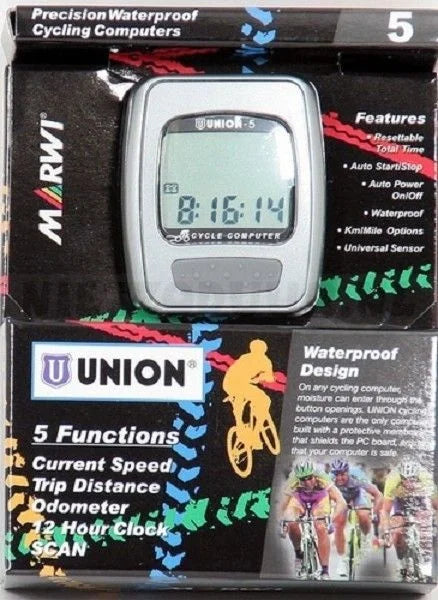 Precision Waterproof
Cycling Computers
5
MARWI
U UNION-5
8:16:14
CYCLE COMPUTER
Features
• Resettable
Total Time
• Auto Start/Stop
• Auto Power
On/Off
• Waterproof
• Km/Mile Options
• Universal Sensor
U UNION®
5 Functions
Current Speed
Trip Distance
Odometer
12 Hour Clock
SCAN
Waterproof
Design
On any cycling computer,
moisture can enter through the
button openings. UNION cycling
computers are the only
built with a protective
that shields the PC board,
that your computer is safe.